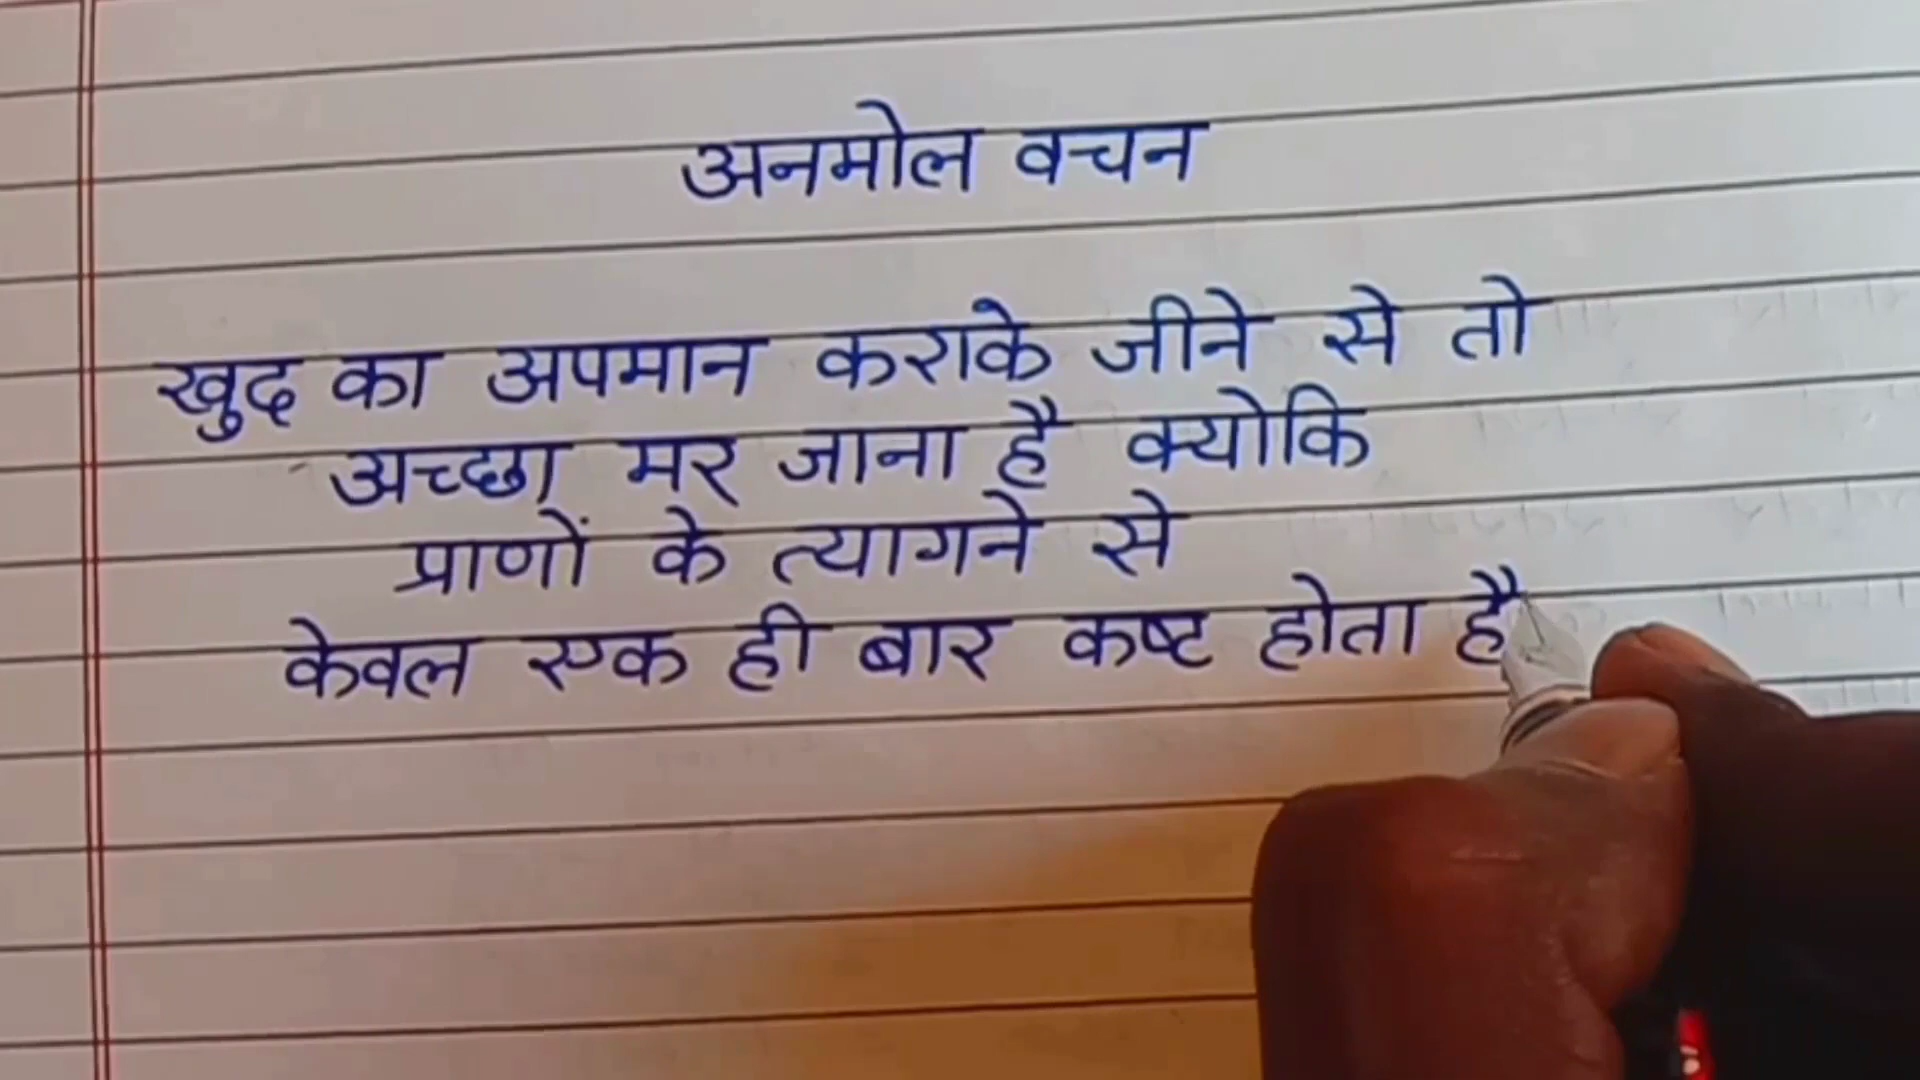 अनमोल वचन
खुद का अपमान कराके जीने से तो
अच्छा मर जाना है क्योकि
प्राणों के त्यागने से
केवल एक ही बार कष्ट होता है